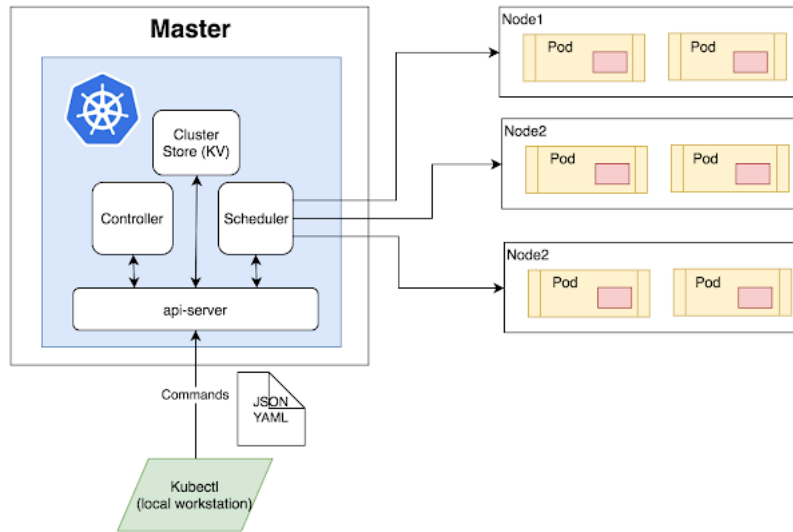 Master
Cluster
Store (KV)
Controller
Scheduler
api-server
Commands
JSON
YAML
Kubectl
(local workstation)
Node1
Pod
Pod
Node2
Pod
Pod
Node2
Pod
Pod